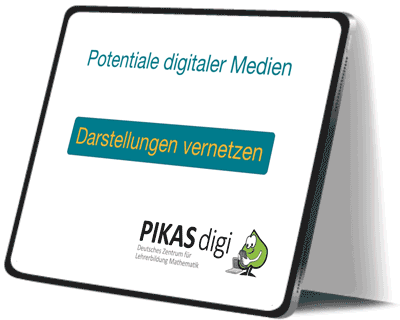 Potentiale digitaler Medien
Darstellungen vernetzen
PIKAS digi
Deutsches Zentrum für
Lehrerbildung Mathematik